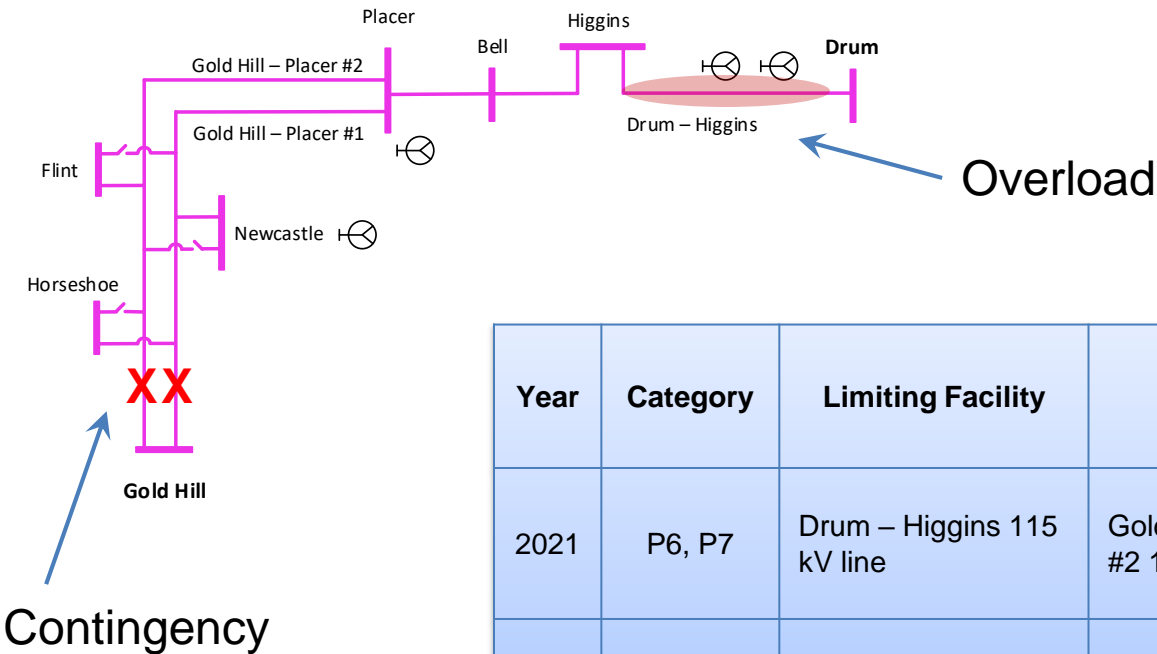 Placer
Higgins
Bell
Drum
Gold Hill – Placer #2
Gold Hill – Placer #1
Drum – Higgins
Flint
Overload
Newcastle
Horseshoe
X X
Gold Hill
Contingency
Year Category Limiting Facility
2021 P6, P7 Drum – Higgins 115
kV line
#2